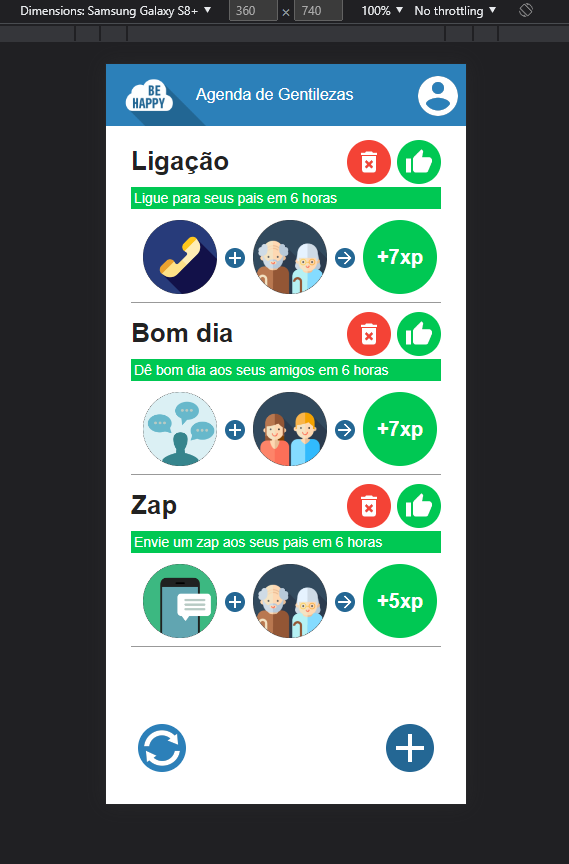 Dimensions: Samsung Galaxy S8+ ▼ 360 × 740 100% ▼ No throttling ▼
BE
HAPPY
Agenda de Gentilezas
Ligação
Ligue para seus pais em 6 horas
+7xp
Bom dia
Dê bom dia aos seus amigos em 6 horas
+7xp
Zap
Envie um zap aos seus pais em 6 horas
+5xp